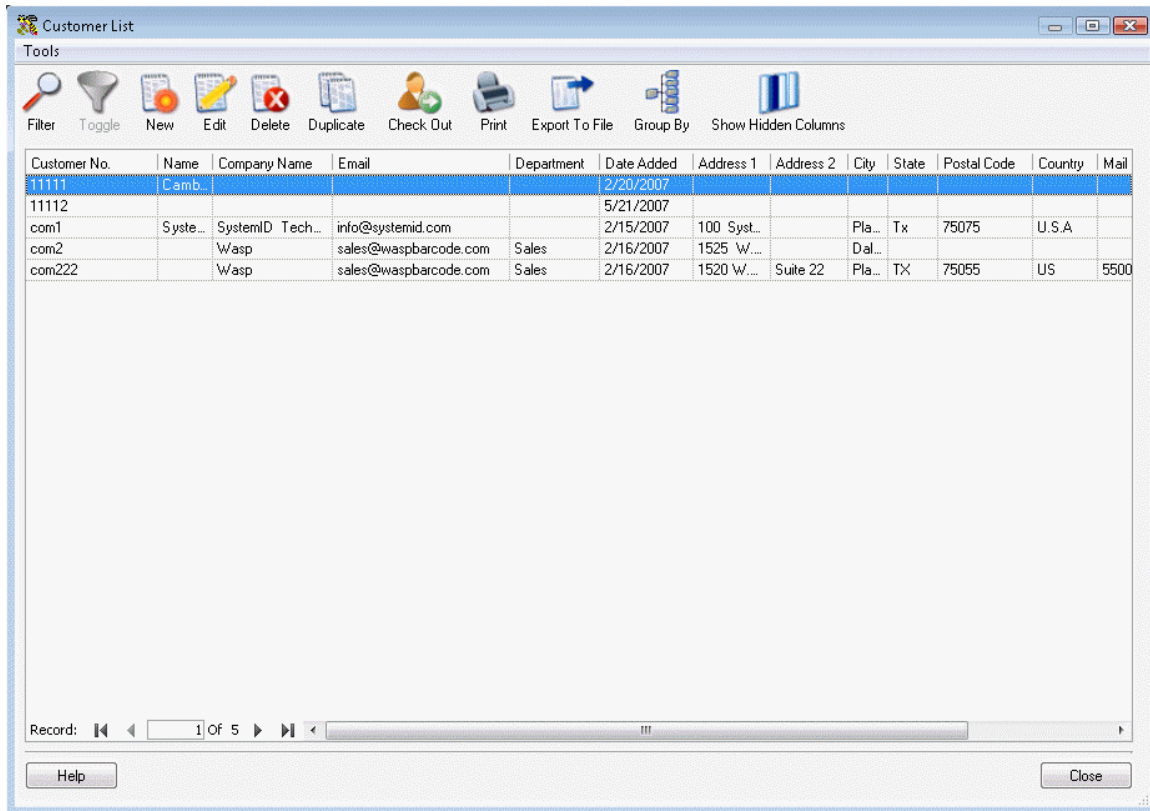 Customer List
Tools
Filter Toggle New Edit Delete Duplicate Check Out Print Export To File Group By Show Hidden Columns
Customer No. Name Company Name Email Department Date Added Address 1 Address 2 City State Postal Code Country Mail
11111 Camb... 2/20/2007
11112 5/21/2007
com1 Syste... SystemID Tech... info@systemid.com 2/15/2007 100 Syst... Pla... Tx 75075 U.S.A
com2 Wasp sales@waspbarcode.com Sales 2/16/2007 1525 W... Dal...
com222 Wasp sales@waspbarcode.com Sales 2/16/2007 1520 W... Suite 22 Pla... TX 75055 US 5500
Record: 1 Of 5
Help Close